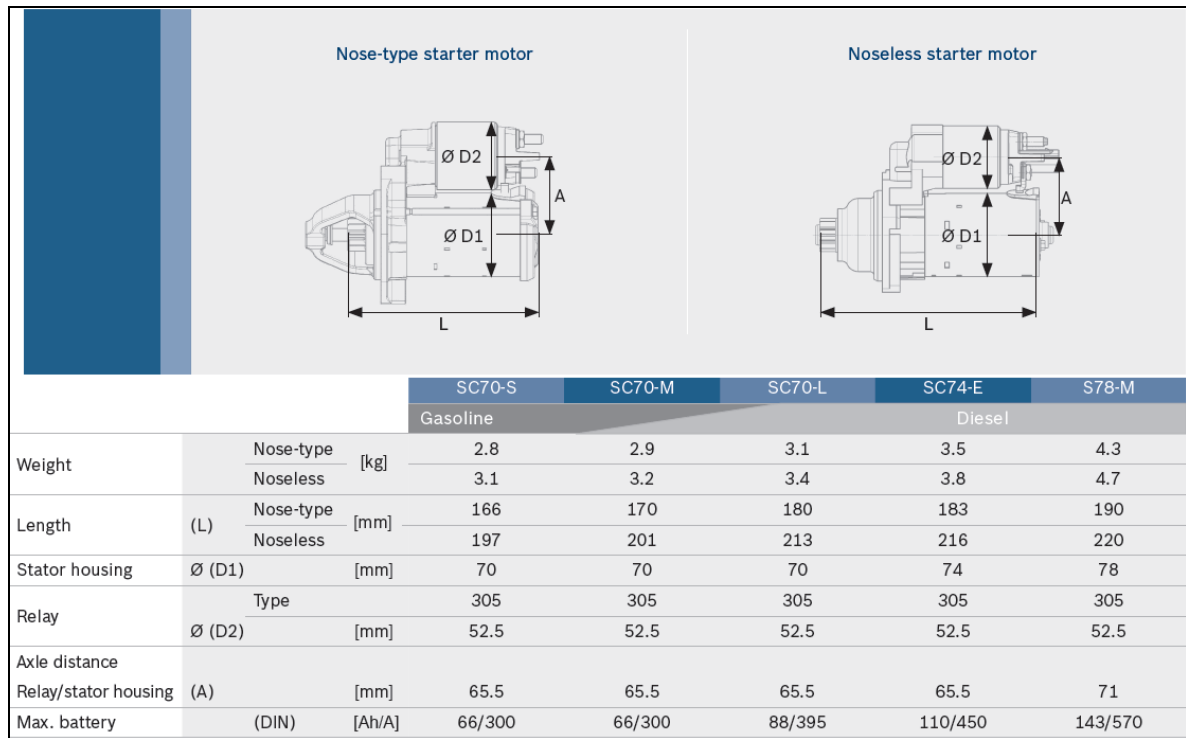 Nose-type starter motor Noseless starter motor
Ø D2 A Ø D2 A
Ø D1 Ø D1
L L
SC70-S SC70-M SC70-L SC74-E S78-M
Gasoline Diesel
Weight Nose-type [kg] 2.8 2.9 3.1 3.5 4.3
Noseless 3.1 3.2 3.4 3.8 4.7
Length (L) Nose-type [mm] 166 170 180 183 190
Noseless 197 201 213 216 220
Stator housing Ø (D1) [mm] 70 70 70 74 78
Relay Type 305 305 305 305 305
Ø (D2) [mm] 52.5 52.5 52.5 52.5 52.5
Axle distance
Relay/stator housing (A) [mm] 65.5 65.5 65.5 65.5 71
Max. battery (DIN) [Ah/A] 66/300 66/300 88/395 110/450 143/570